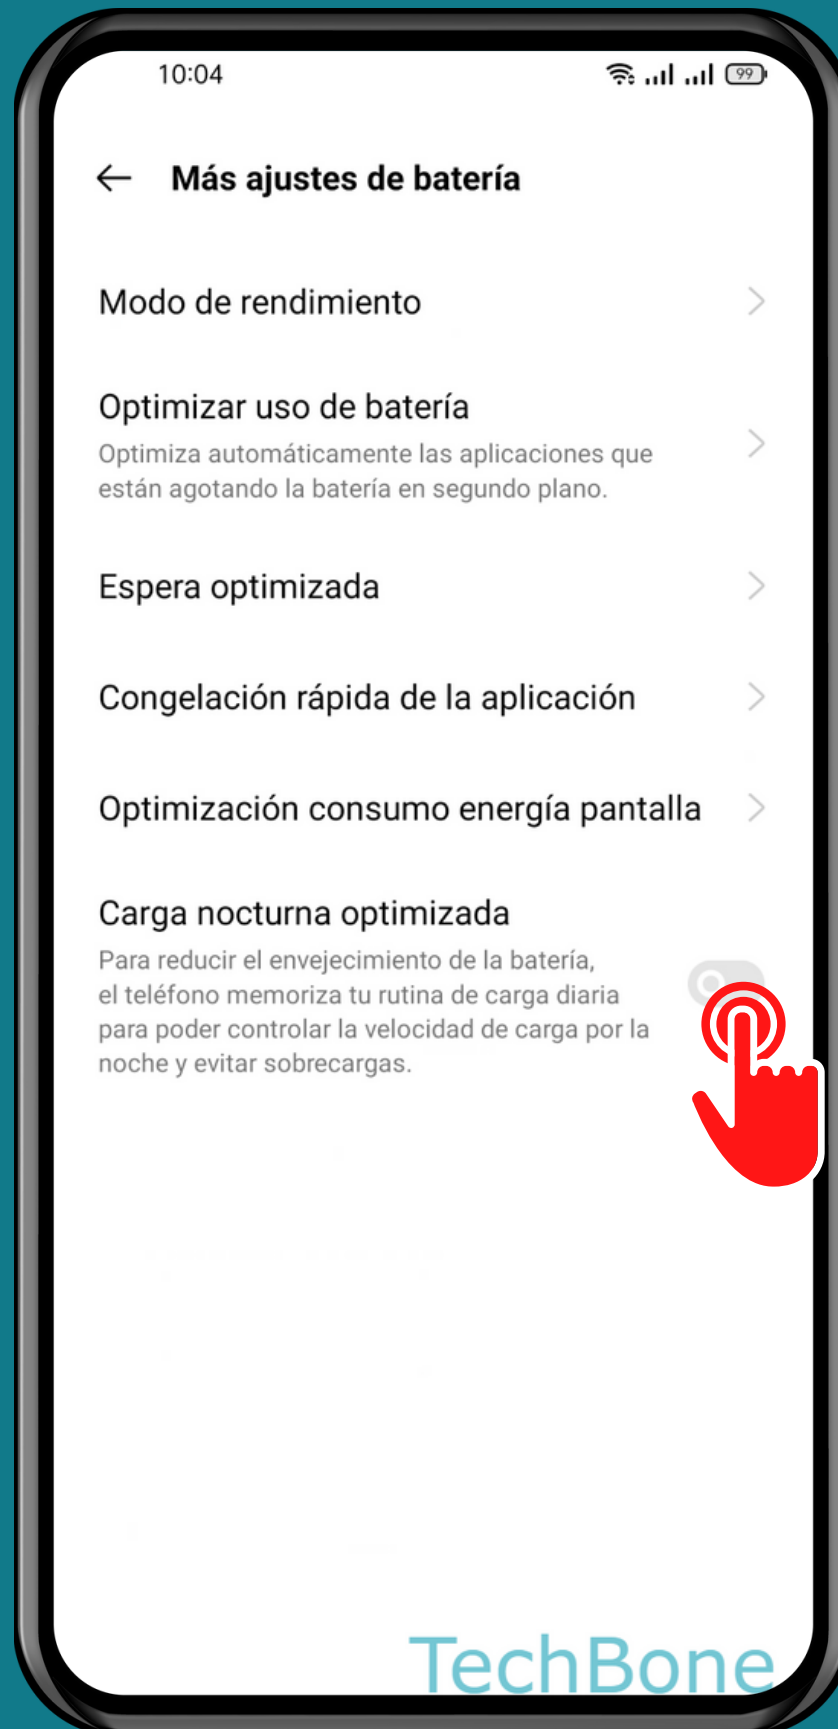 10:04
99
Más ajustes de batería
Modo de rendimiento
Optimizar uso de batería
Optimiza automáticamente las aplicaciones que
están agotando la batería en segundo plano.
Espera optimizada
Congelación rápida de la aplicación
Optimización consumo energía pantalla
Carga nocturna optimizada
Para reducir el envejecimiento de la batería,
el teléfono memoriza tu rutina de carga diaria
para poder controlar la velocidad de carga por la
noche y evitar sobrecargas.
TechBone